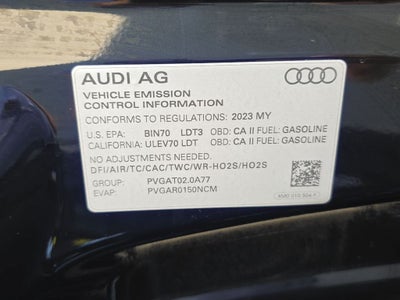 AUDI AG
VEHICLE EMISSION
CONTROL INFORMATION
CONFORMS TO REGULATIONS: 2023 MY
U.S. EPA: BIN70 LDT3 OBD: CA II FUEL: GASOLINE
CALIFORNIA: ULEV70 LDT OBD: CA II FUEL: GASOLINE
NO ADJUSTMENTS NEEDED.
DFI/AIR/TC/CAC/TWC/WR-HO2S/HO2S
GROUP: PVGAT02.0A77
EVAP: PVGAR0150NCM